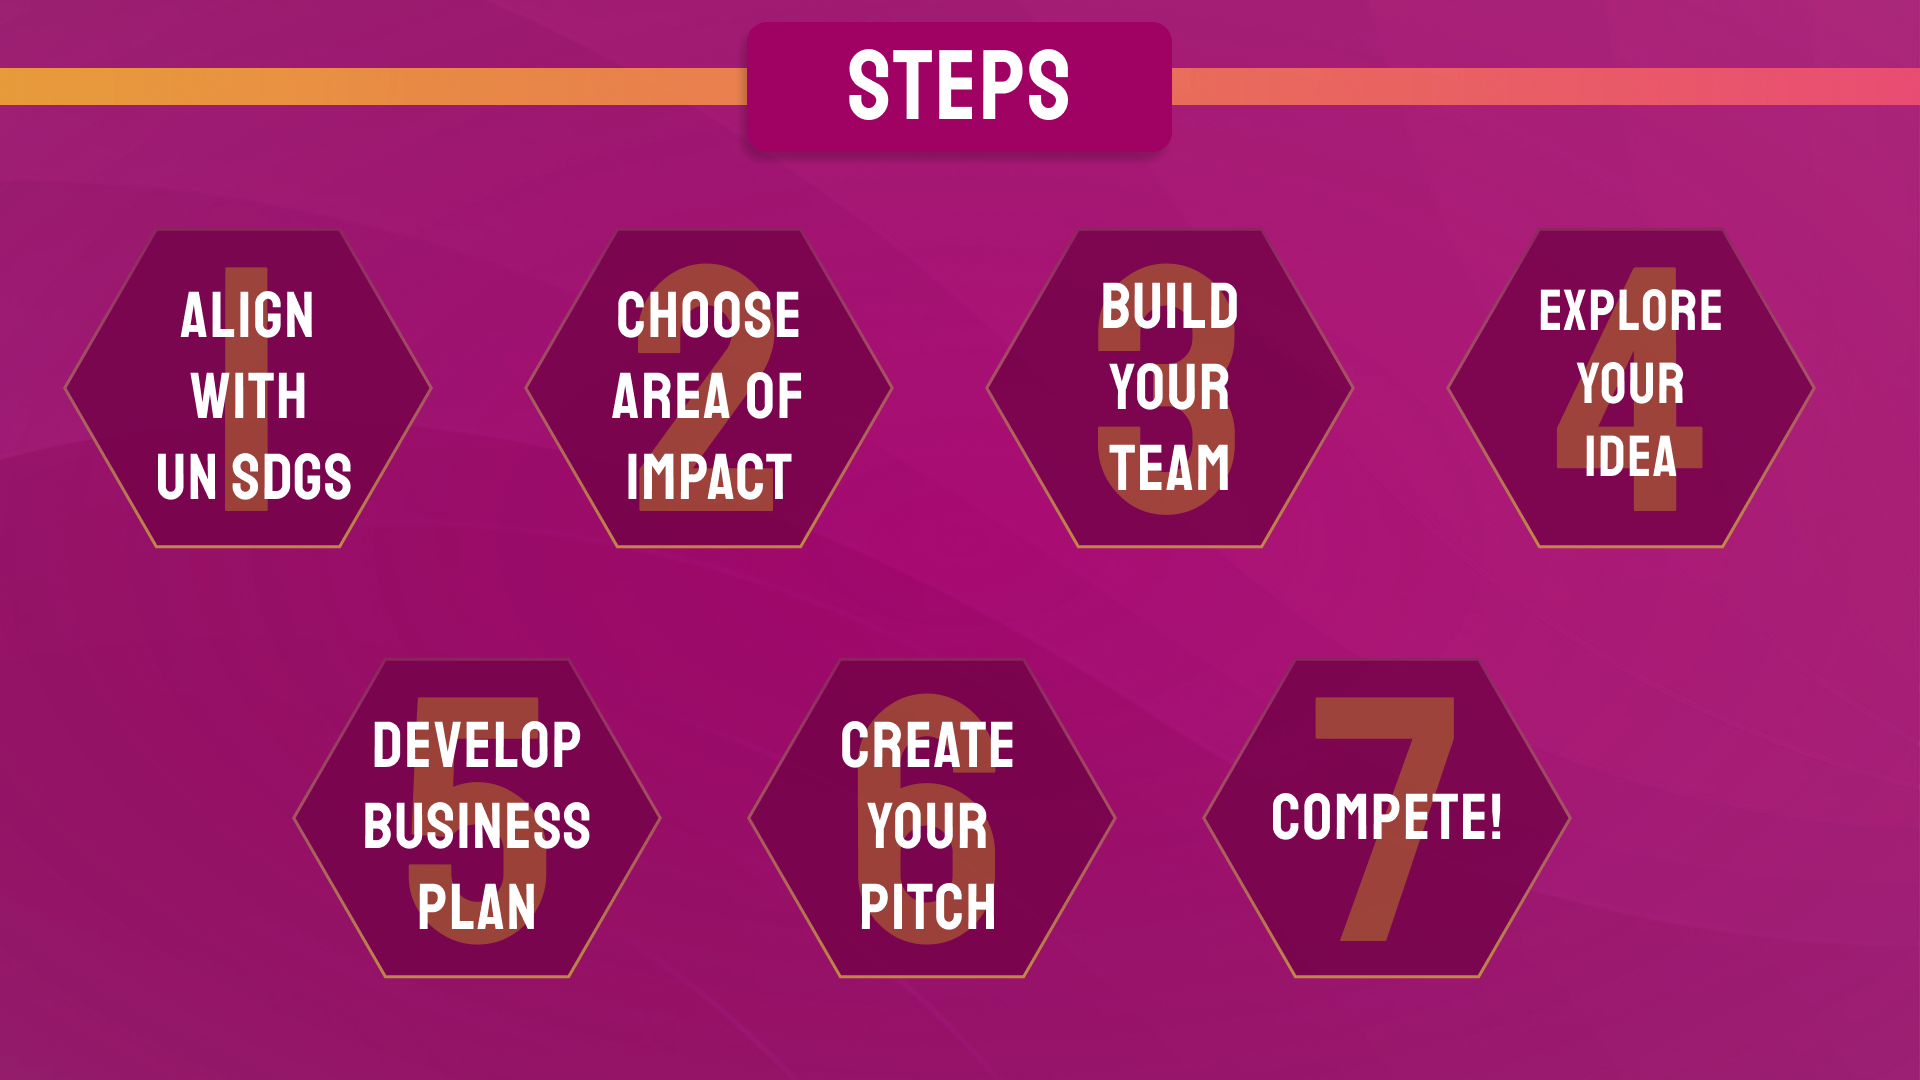 STEPS
1
ALIGN
WITH
UN SDGS
2
CHOOSE
AREA OF
IMPACT
3
BUILD
YOUR
TEAM
4
EXPLORE
YOUR
IDEA
5
DEVELOP
BUSINESS
PLAN
6
CREATE
YOUR
PITCH
7
COMPETE!